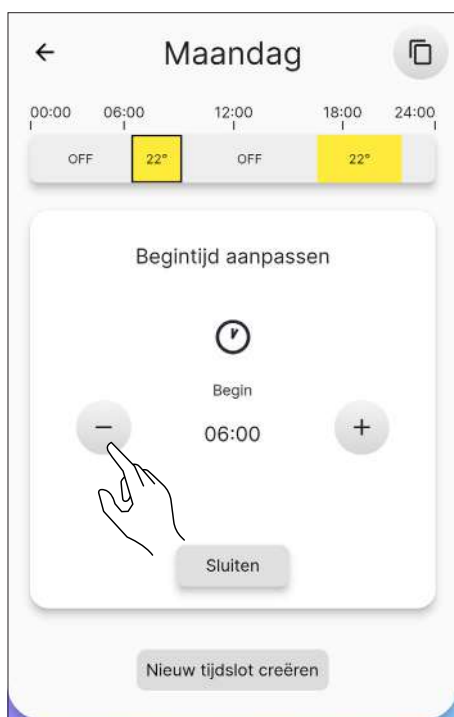 Maandag
00:00 06:00 12:00 18:00 24:00
OFF 22° OFF 22°
Begintijd aanpassen
Begin
− 06:00 +
Sluiten
Nieuw tijdslot creëren